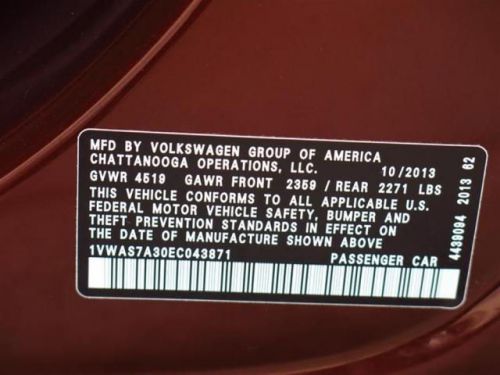 MFD BY VOLKSWAGEN GROUP OF AMERICA
CHATTANOOGA OPERATIONS, LLC. 10/2013
GVWR 4519 GAWR FRONT 2359 / REAR 2271 LBS
THIS VEHICLE CONFORMS TO ALL APPLICABLE U.S.
FEDERAL MOTOR VEHICLE SAFETY, BUMPER AND
THEFT PREVENTION STANDARDS IN EFFECT ON
THE DATE OF MANUFACTURE SHOWN ABOVE
1VWAS7A30EC043871 PASSENGER CAR
4439094 2013 62